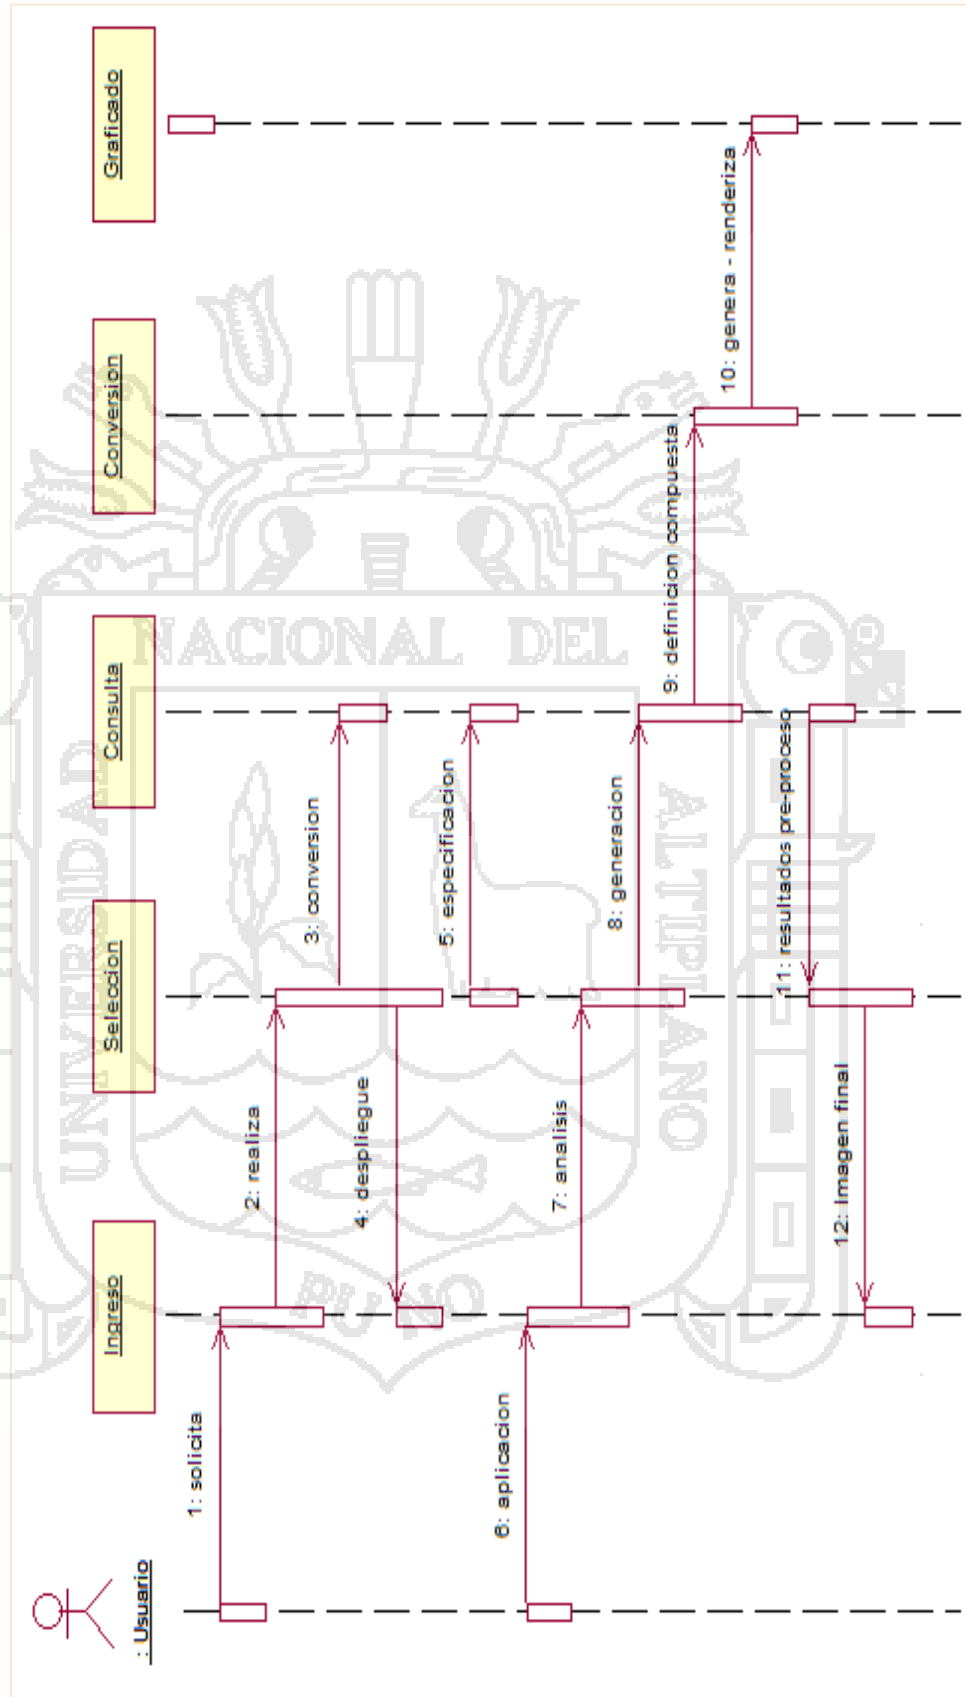 : Usuario
Ingreso
Seleccion
Consulta
Conversion
Graficado
1: solicita
2: realiza
3: conversion
4: despliegue
5: especificacion
6: aplicacion
7: analisis
8: generacion
9: definicion compuesta
10: genera - renderiza
11: resultados pre-proceso
12: Imagen final
UNIVERSIDAD
NACIONAL DEL
ALTIPLANO